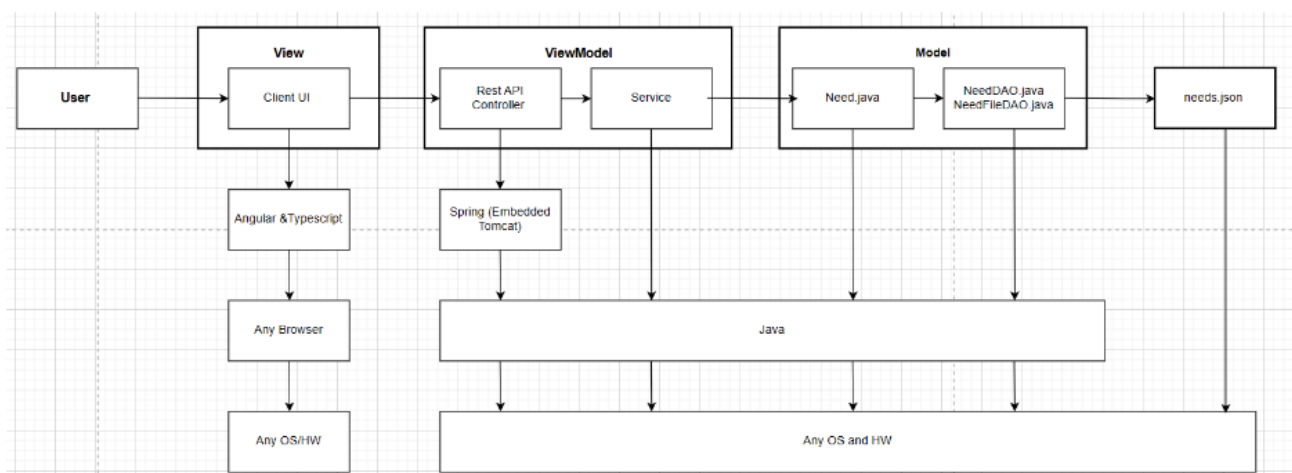 View
ViewModel
Model
User
Client UI
Rest API
Controller
Service
Need.java
NeedDAO.java
NeedFileDAO.java
needs.json
Angular &Typescript
Spring (Embedded
Tomcat)
Any Browser
Java
Any OS/HW
Any OS and HW